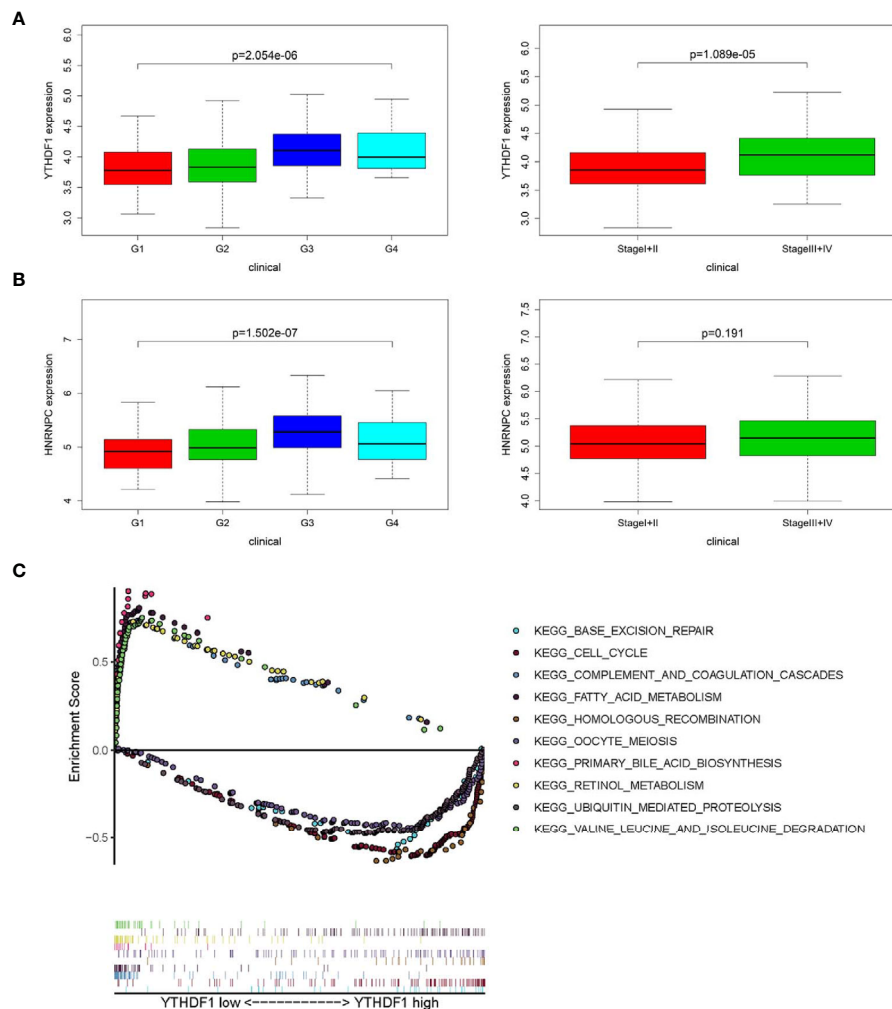 A
YTHDF1 expression
6.0
5.5
5.0
4.5
4.0
3.5
3.0
p=2.054e-06
G1 G2 G3 G4
clinical
YTHDF1 expression
6.0
5.5
5.0
4.5
4.0
3.5
3.0
p=1.089e-05
StageI+II StageIII+IV
clinical
B
HNRNPC expression
7
6
5
4
p=1.502e-07
G1 G2 G3 G4
clinical
HNRNPC expression
7.5
7.0
6.5
6.0
5.5
5.0
4.5
4.0
p=0.191
StageI+II StageIII+IV
clinical
C
Enrichment Score
0.5
0.0
−0.5
KEGG_BASE_EXCISION_REPAIR
KEGG_CELL_CYCLE
KEGG_COMPLEMENT_AND_COAGULATION_CASCADES
KEGG_FATTY_ACID_METABOLISM
KEGG_HOMOLOGOUS_RECOMBINATION
KEGG_OOCYTE_MEIOSIS
KEGG_PRIMARY_BILE_ACID_BIOSYNTHESIS
KEGG_RETINOL_METABOLISM
KEGG_UBIQUITIN_MEDIATED_PROTEOLYSIS
KEGG_VALINE_LEUCINE_AND_ISOLEUCINE_DEGRADATION
YTHDF1 low <----------> YTHDF1 high